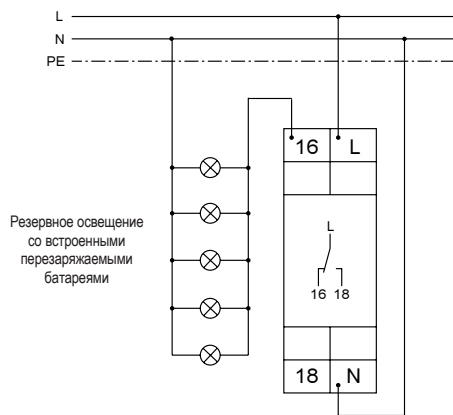 L
N
PE
16 L
Резервное освещение
со встроенными
перезаряжаемыми
батареями
L
16 18
18 N